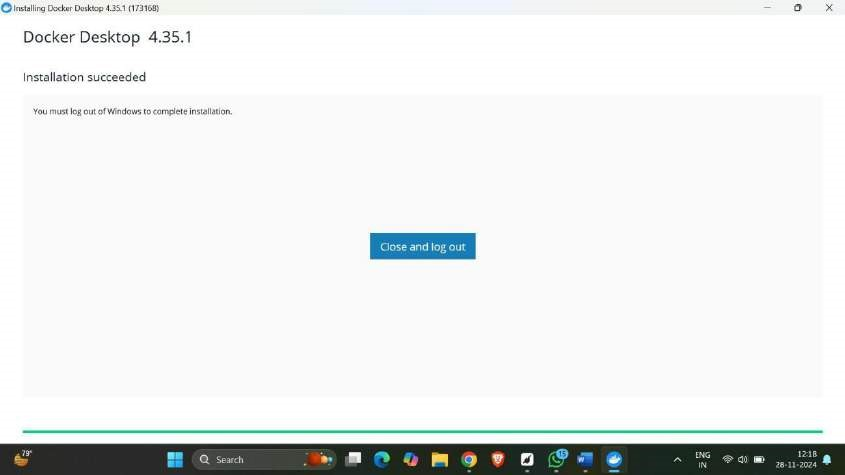 Installing Docker Desktop 4.35.1 (173168)
Docker Desktop 4.35.1
Installation succeeded
You must log out of Windows to complete installation.
Close and log out
79°
Search
15
W
ENG
IN
12:18
28-11-2024